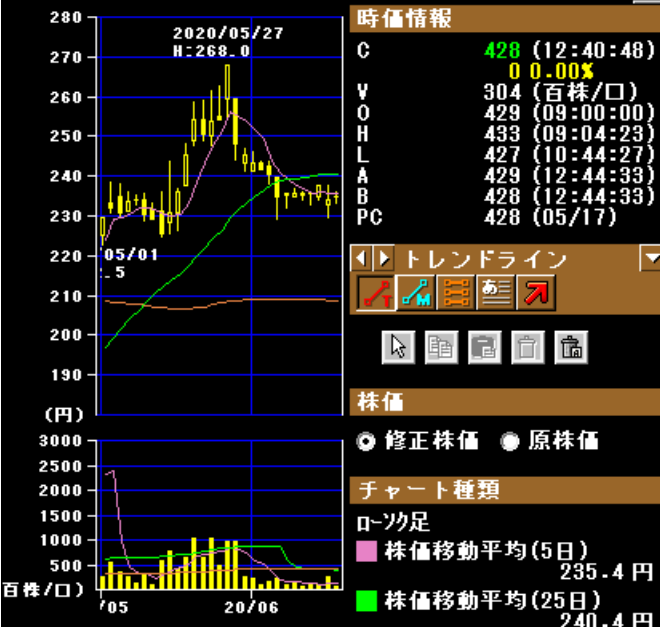 280
270
260
250
240
230
220
210
200
190
(円)
2020/05/27
H:268.0
05/01
.5
3000
2500
2000
1500
1000
500
百株/口)
'05
20/06
時価情報
C 428 (12:40:48)
0 0.00%
V 304 (百株/口)
O 429 (09:00:00)
H 433 (09:04:23)
L 427 (10:44:27)
A 429 (12:44:33)
B 428 (12:44:33)
PC 428 (05/17)
トレンドライン
T
M
あ
株価
修正株価 原株価
チャート種類
ローソク足
株価移動平均(5日)
235.4 円
株価移動平均(25日)
240.4 円